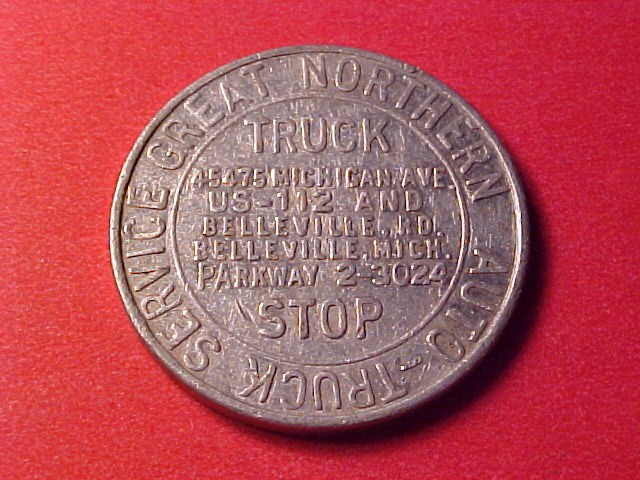 GREAT NORTHERN AUTO-TRUCK SERVICE
TRUCK
45475 MICHICAN. AVE.
US-112 AND
BELLEVILLE, RD.
BELLEVILLE, MICH.
PARKWAY 2-3024
STOP